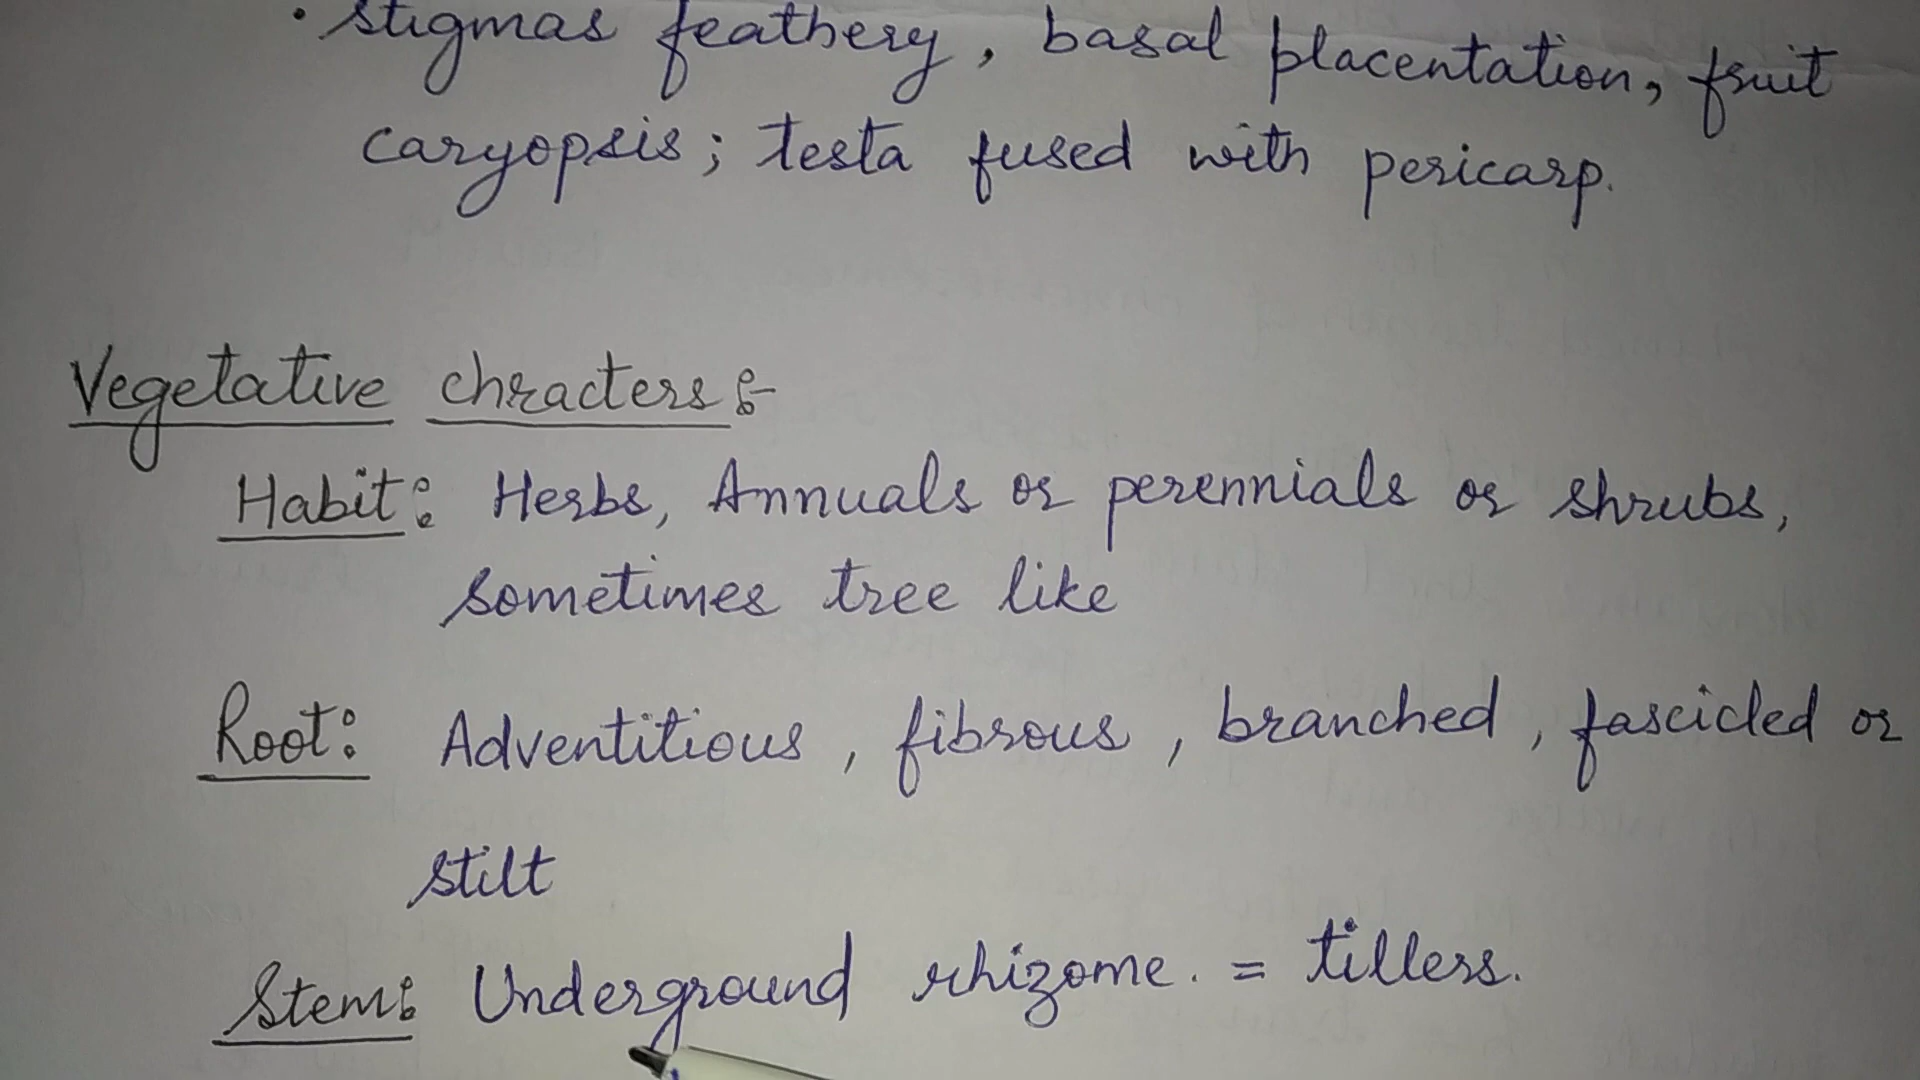 • stigmas feathery, basal placentation, fruit
caryopsis; testa fused with pericarp.
Vegetative chracters :-
Habit: Herbs, Annuals or perennials or shrubs,
sometimes tree like
Root: Adventitious, fibrous, branched, fascicled or
stilt
Stem: Underground rhizome. = tillers.